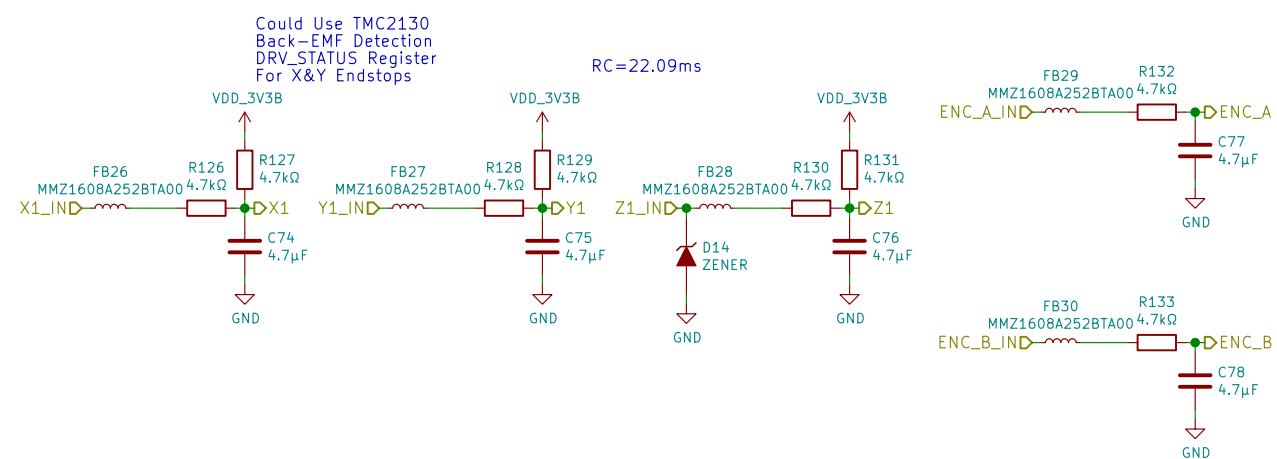 Could Use TMC2130
Back-EMF Detection
DRV_STATUS Register
For X&Y Endstops
RC=22.09ms
VDD_3V3B
FB26
MMZ1608A252BTA00
R126
4.7kΩ
R127
4.7kΩ
X1_IN
X1
C74
4.7µF
GND
VDD_3V3B
FB27
MMZ1608A252BTA00
R128
4.7kΩ
R129
4.7kΩ
Y1_IN
Y1
C75
4.7µF
GND
VDD_3V3B
FB28
MMZ1608A252BTA00
R130
4.7kΩ
R131
4.7kΩ
Z1_IN
Z1
D14
ZENER
GND
C76
4.7µF
GND
FB29
MMZ1608A252BTA00
R132
4.7kΩ
ENC_A_IN
ENC_A
C77
4.7µF
GND
FB30
MMZ1608A252BTA00
R133
4.7kΩ
ENC_B_IN
ENC_B
C78
4.7µF
GND